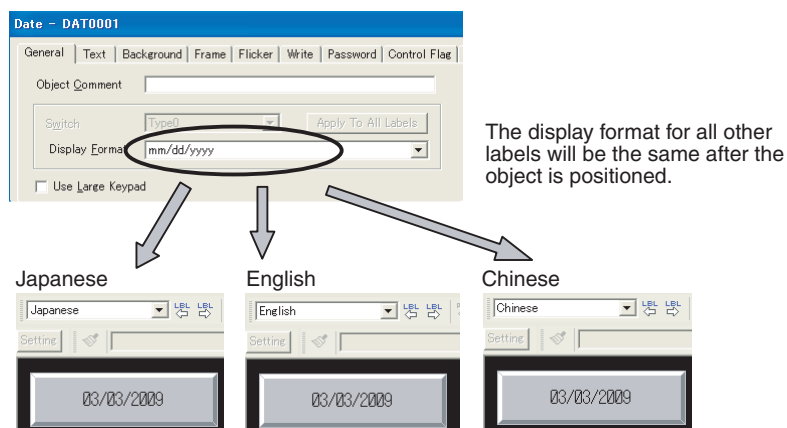 Date - DAT0001
General Text Background Frame Flicker Write Password Control Flag
Object Comment
Switch Type0 Apply To All Labels
Display Format mm/dd/yyyy
Use Large Keypad
The display format for all other
labels will be the same after the
object is positioned.
Japanese English Chinese
Japanese LBL LBL English LBL LBL Chinese LBL LBL
Setting Setting Setting
03/03/2009 03/03/2009 03/03/2009